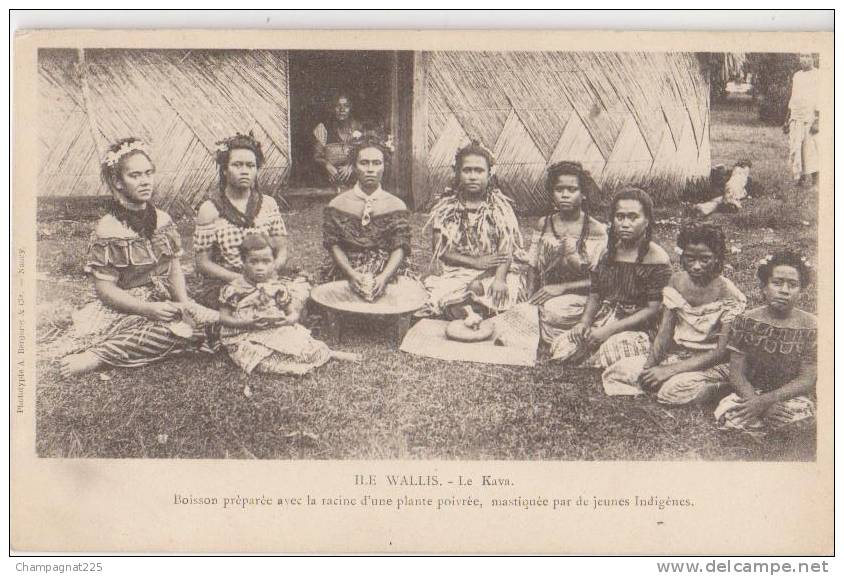 ILE WALLIS. - Le Kava.
Boisson préparée avec la racine d'une plante poivrée, mastiquée par de jeunes Indigènes.
Phototypie A. Bergeret & Cie. — Nancy.
Champagnat225
www.delcampe.net